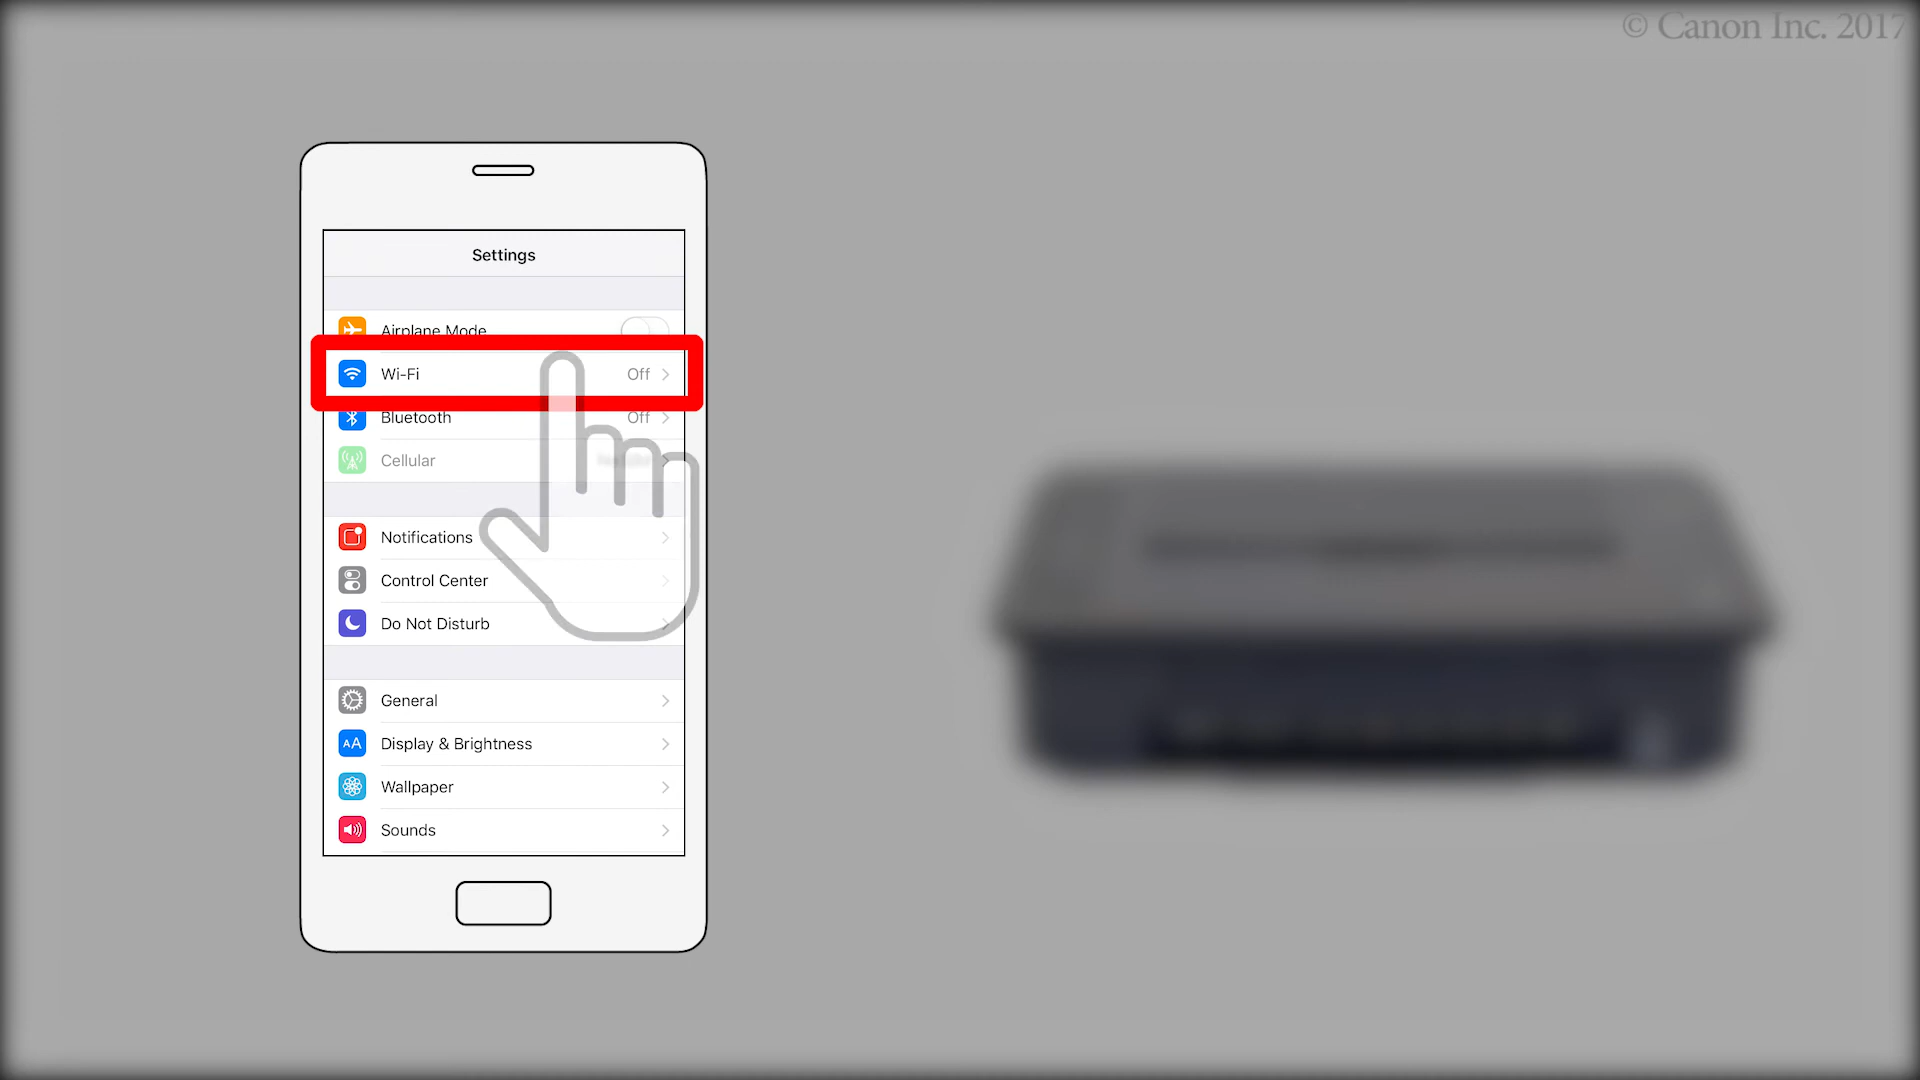 © Canon Inc. 2017
Settings
Airplane Mode
Wi-Fi Off
Bluetooth Off
Cellular
Notifications
Control Center
Do Not Disturb
General
AA Display & Brightness
Wallpaper
Sounds